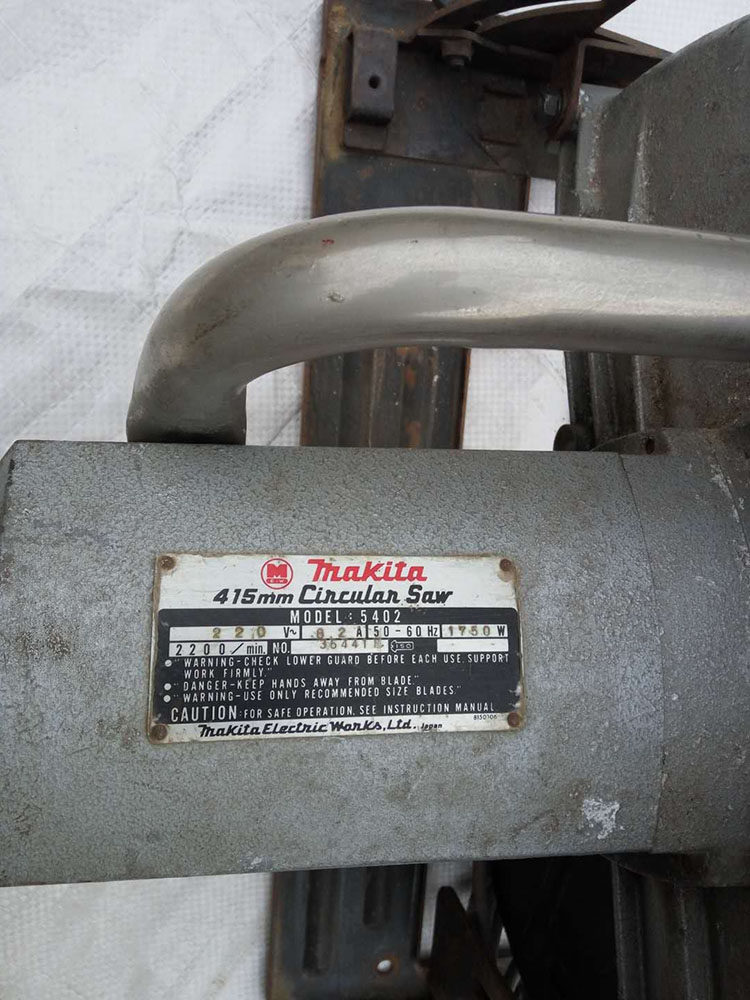 M Makita
415mm Circular Saw
MODEL: 5402
220 V~ 8.2 A 50-60 Hz 1750 W
2200/min. NO.
• "WARNING-CHECK LOWER GUARD BEFORE EACH USE. SUPPORT
WORK FIRMLY."
• "DANGER-KEEP HANDS AWAY FROM BLADE."
• "WARNING-USE ONLY RECOMMENDED SIZE BLADES."
CAUTION: FOR SAFE OPERATION, SEE INSTRUCTION MANUAL
Makita Electric Works, Ltd. Japan